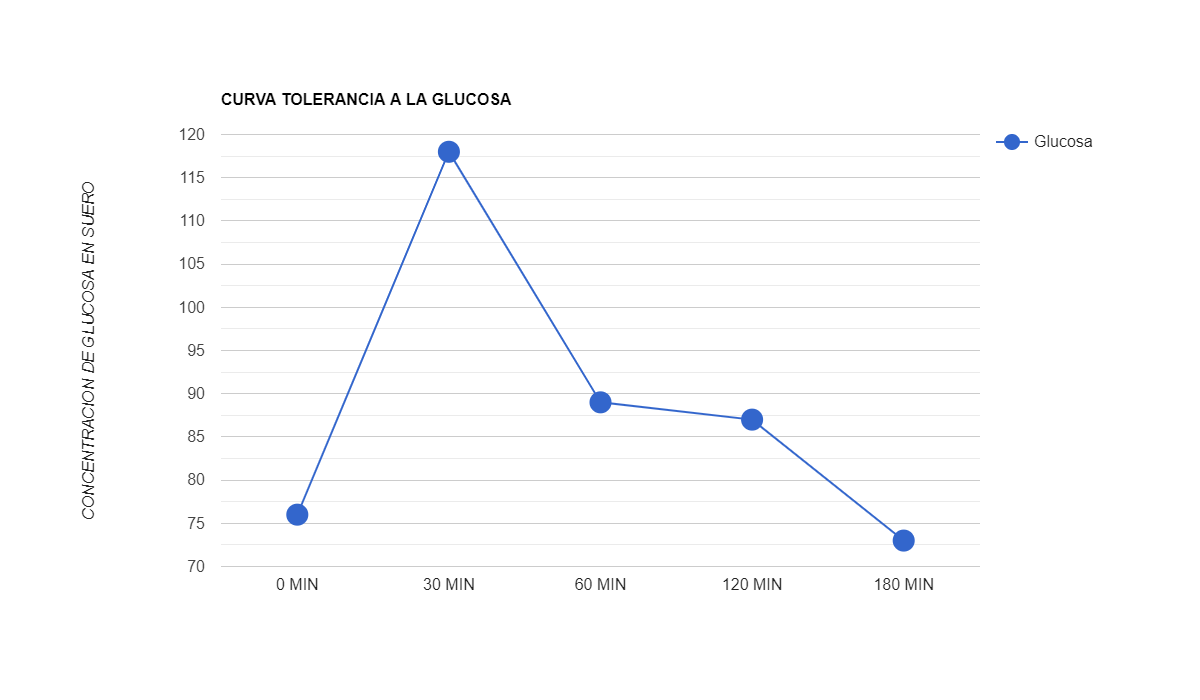 CURVA TOLERANCIA A LA GLUCOSA
Glucosa
CONCENTRACION DE GLUCOSA EN SUERO
120
115
110
105
100
95
90
85
80
75
70
0 MIN
30 MIN
60 MIN
120 MIN
180 MIN